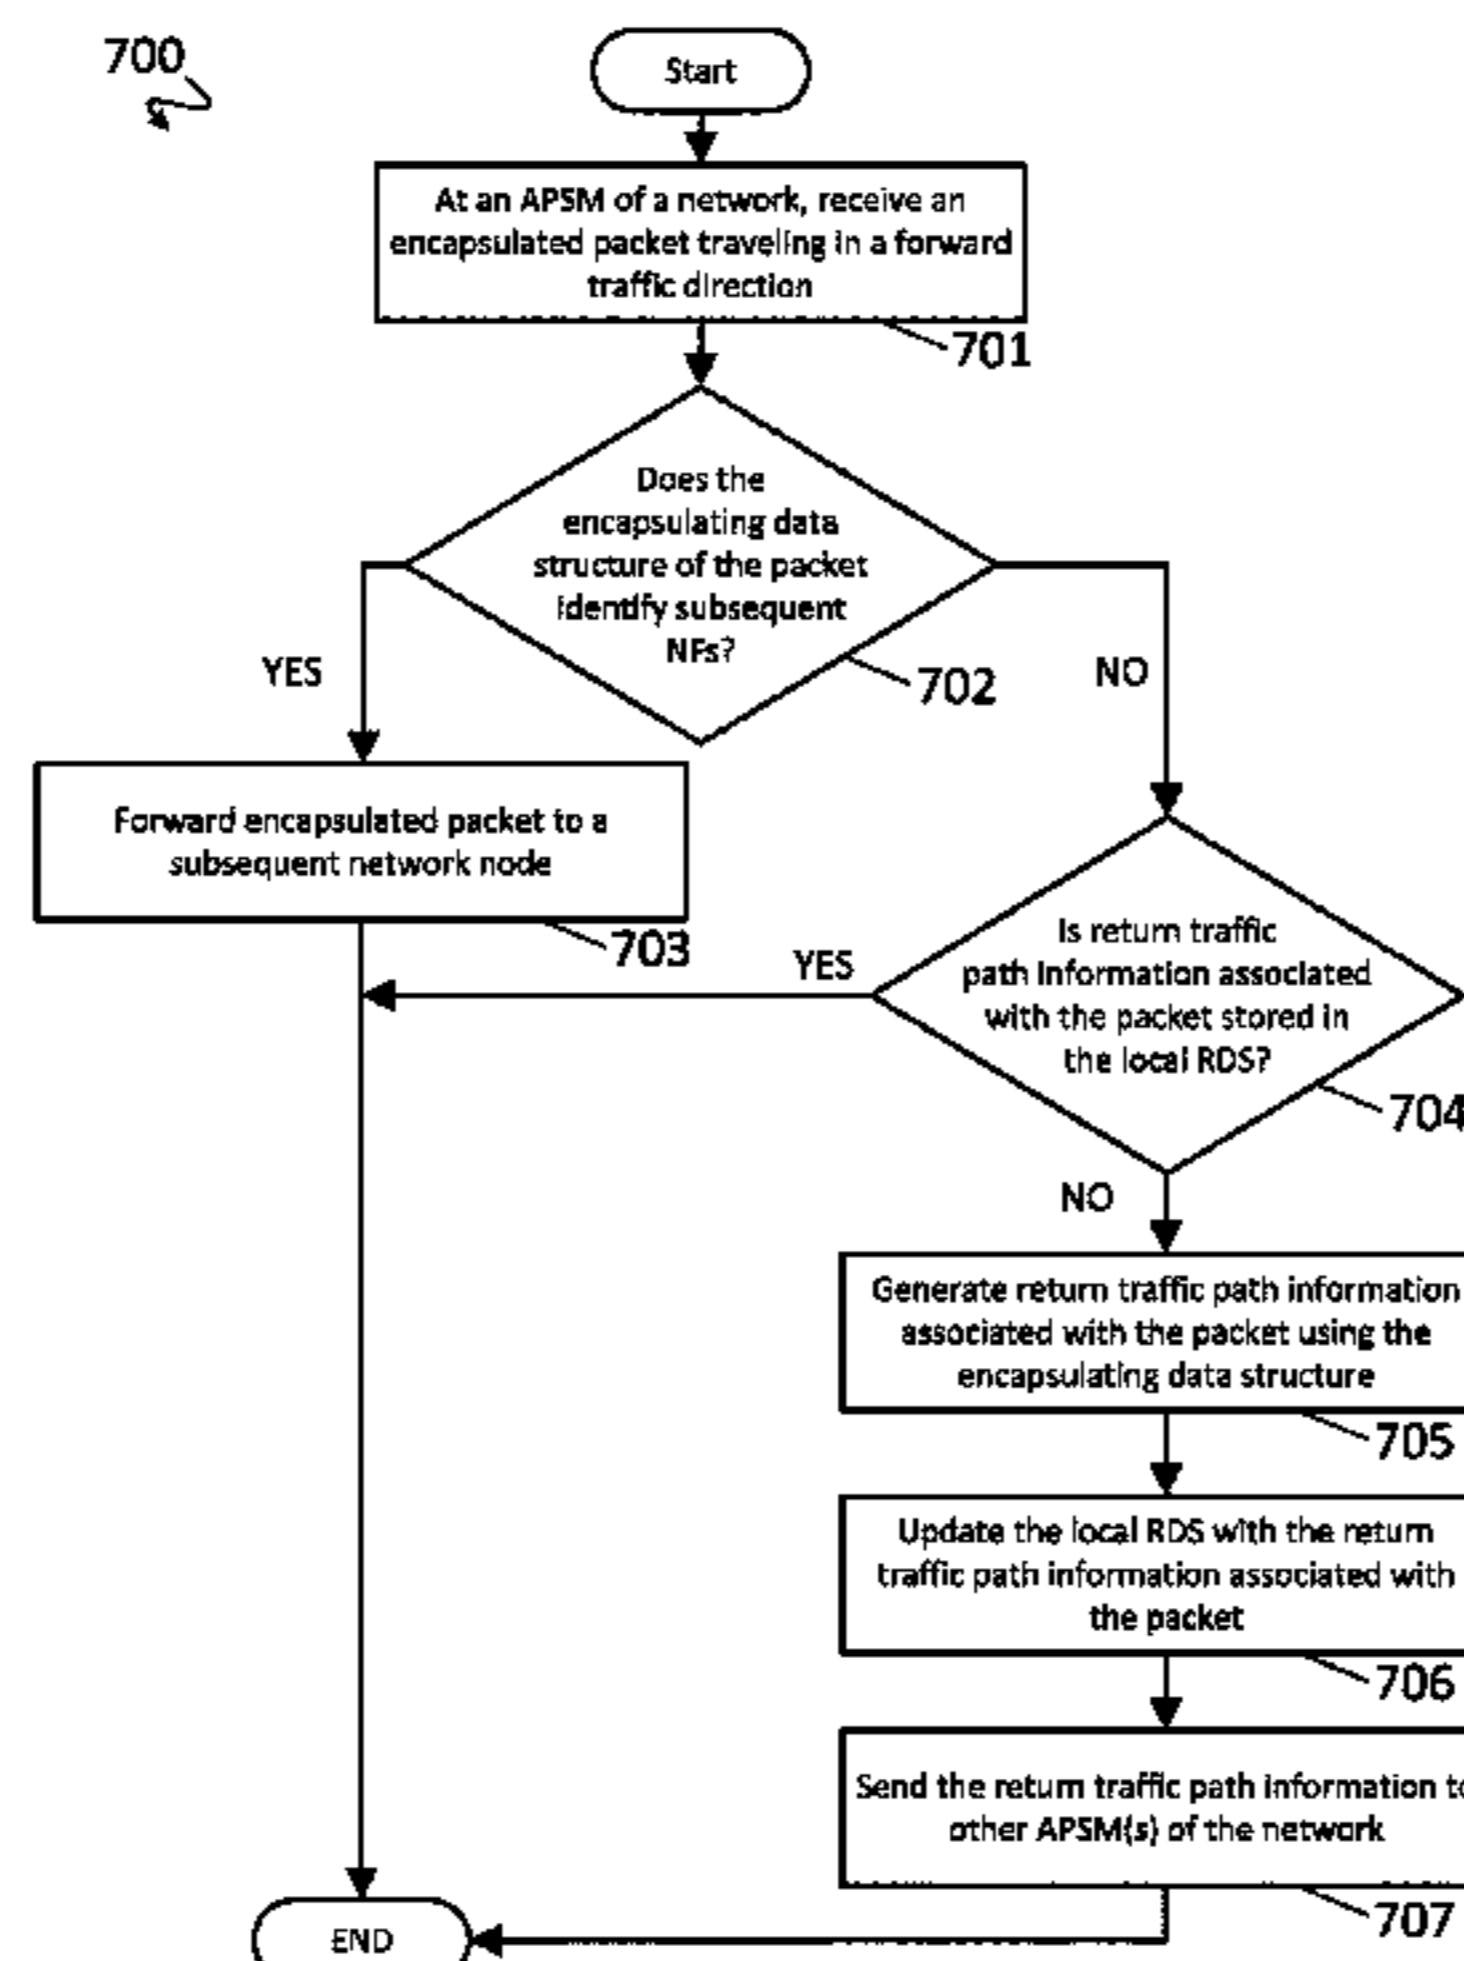 700
Start
At an APSM of a network, receive an
encapsulated packet traveling in a forward
traffic direction
701
Does the
encapsulating data
structure of the packet
identify subsequent
NFs?
702
YES
NO
Forward encapsulated packet to a
subsequent network node
703
YES
Is return traffic
path information associated
with the packet stored in
the local RDS?
704
NO
Generate return traffic path information
associated with the packet using the
encapsulating data structure
705
Update the local RDS with the return
traffic path information associated with
the packet
706
Send the return traffic path information to
other APSM(s) of the network
707
END